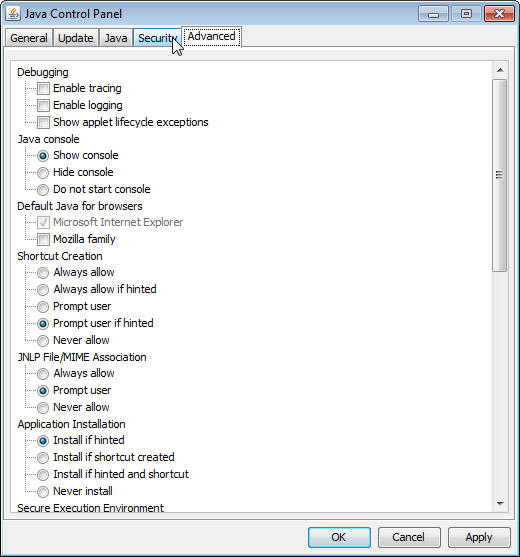 Java Control Panel
General Update Java Security Advanced
Debugging
Enable tracing
Enable logging
Show applet lifecycle exceptions
Java console
Show console
Hide console
Do not start console
Default Java for browsers
Microsoft Internet Explorer
Mozilla family
Shortcut Creation
Always allow
Always allow if hinted
Prompt user
Prompt user if hinted
Never allow
JNLP File/MIME Association
Always allow
Prompt user
Never allow
Application Installation
Install if hinted
Install if shortcut created
Install if hinted and shortcut
Never install
Secure Execution Environment
OK Cancel Apply